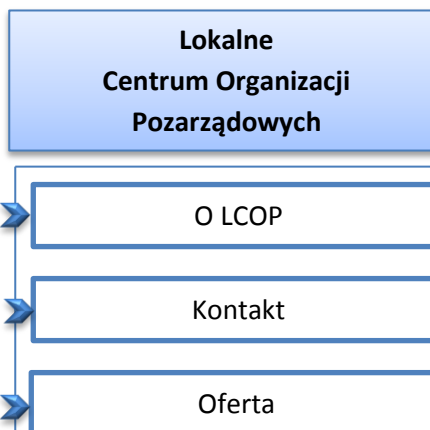 Lokalne
Centrum Organizacji
Pozarządowych
O LCOP
Kontakt
Oferta